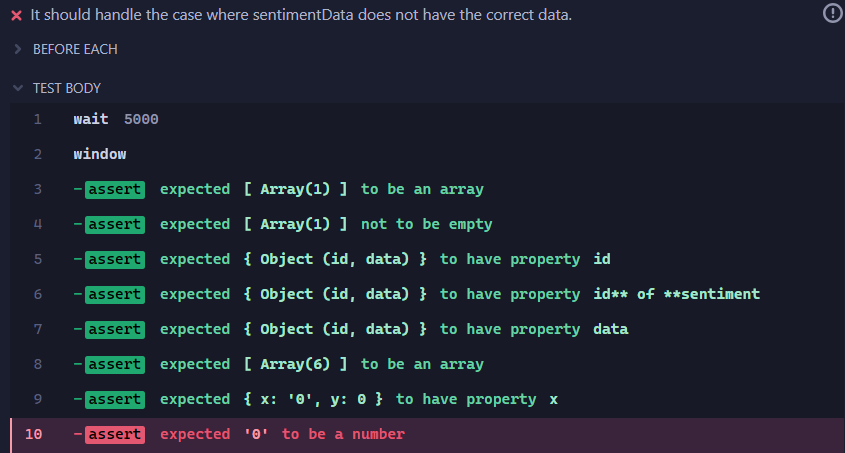 It should handle the case where sentimentData does not have the correct data.
BEFORE EACH
TEST BODY
1 wait 5000
2 window
3 -assert expected [ Array(1) ] to be an array
4 -assert expected [ Array(1) ] not to be empty
5 -assert expected { Object (id, data) } to have property id
6 -assert expected { Object (id, data) } to have property id** of **sentiment
7 -assert expected { Object (id, data) } to have property data
8 -assert expected [ Array(6) ] to be an array
9 -assert expected { x: '0', y: 0 } to have property x
10 -assert expected '0' to be a number